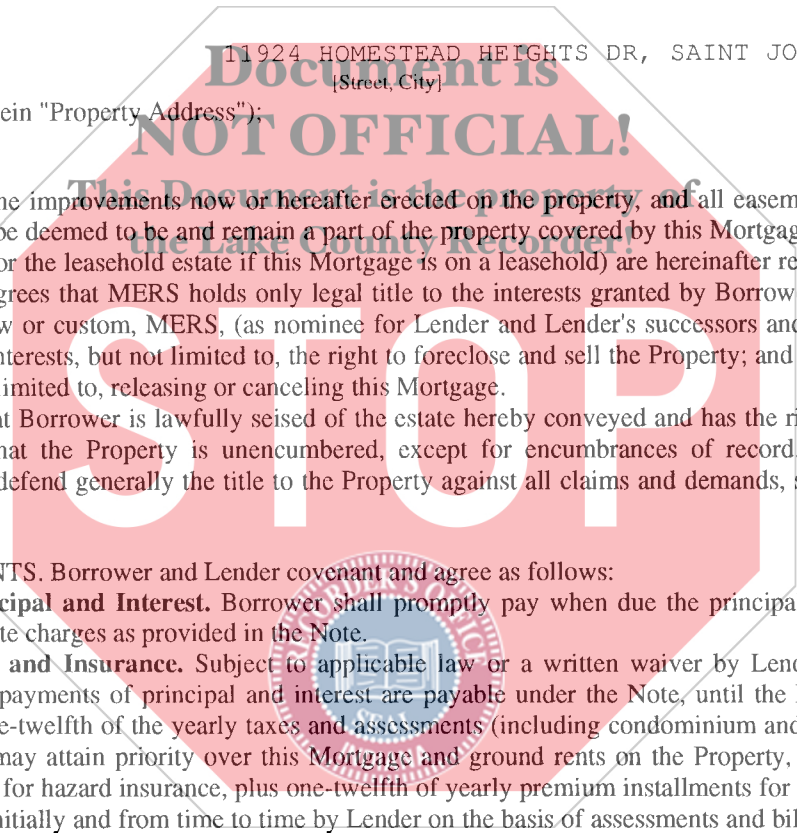 11924 HOMESTEAD HEIGHTS DR, SAINT JO
Document is
[Street, City]
ein "Property Address");
NOT OFFICIAL!
This Document is the property of
he improvements now or hereafter erected on the property, and all easem
be deemed to be and remain a part of the property covered by this Mortgag
the Lake County Recorder!
or the leasehold estate if this Mortgage is on a leasehold) are hereinafter re
grees that MERS holds only legal title to the interests granted by Borrow
w or custom, MERS, (as nominee for Lender and Lender's successors and
nterests, but not limited to, the right to foreclose and sell the Property; and
limited to, releasing or canceling this Mortgage.
STOP
at Borrower is lawfully seised of the estate hereby conveyed and has the ri
hat the Property is unencumbered, except for encumbrances of record.
defend generally the title to the Property against all claims and demands, s
NTS. Borrower and Lender covenant and agree as follows:
cipal and Interest. Borrower shall promptly pay when due the principa
te charges as provided in the Note.
RECORDER'S OFFICE
and Insurance. Subject to applicable law or a written waiver by Lend
payments of principal and interest are payable under the Note, until the
e-twelfth of the yearly taxes and assessments (including condominium and
SEAL
may attain priority over this Mortgage and ground rents on the Property,
for hazard insurance, plus one-twelfth of yearly premium installments for
nitially and from time to time by Lender on the basis of assessments and bil